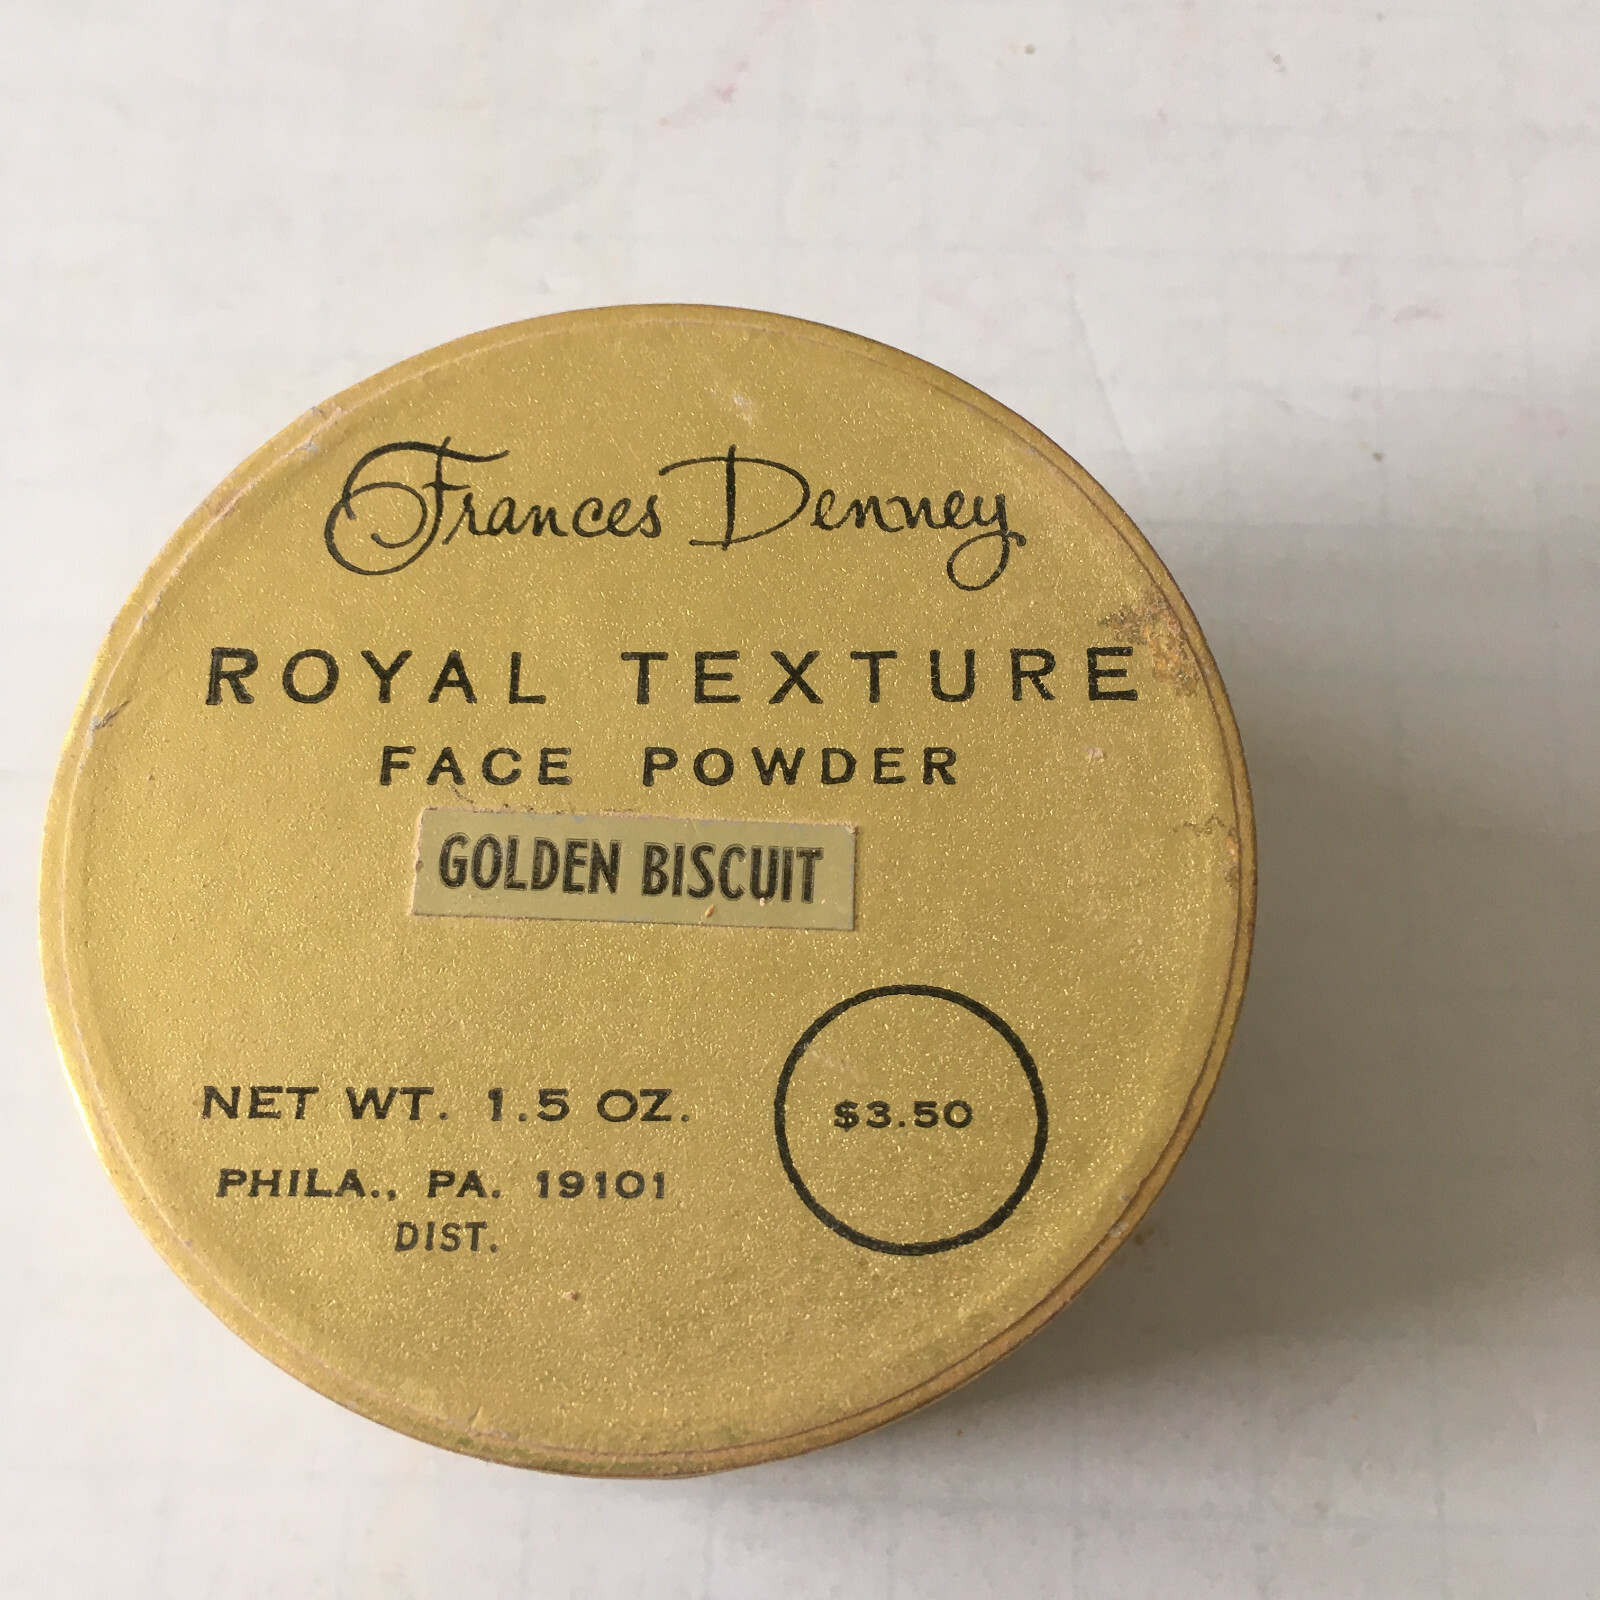 Frances Denney
ROYAL TEXTURE
FACE POWDER
GOLDEN BISCUIT
NET WT. 1.5 OZ.
$3.50
PHILA., PA. 19101
DIST.